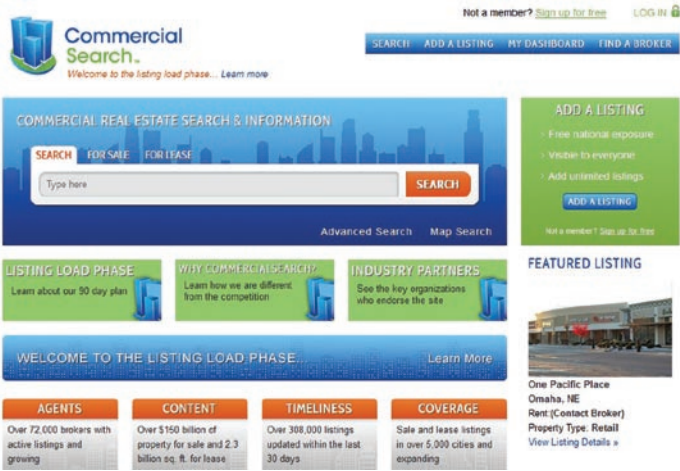 Not a member? Sign up for free LOG IN
Commercial
Search™
Welcome to the listing load phase... Learn more
SEARCH ADD A LISTING MY DASHBOARD FIND A BROKER
COMMERCIAL REAL ESTATE SEARCH & INFORMATION
SEARCH FOR SALE FOR LEASE
Type here SEARCH
Advanced Search Map Search
ADD A LISTING
Free national exposure
Visible to everyone
Add unlimited listings
ADD A LISTING
Not a member? Sign up for free
LISTING LOAD PHASE
Learn about our 90 day plan
WHY COMMERCIALSEARCH?
Learn how we are different
from the competition
INDUSTRY PARTNERS
See the key organizations
who endorse the site
FEATURED LISTING
One Pacific Place
Omaha, NE
Rent (Contact Broker)
Property Type: Retail
View Listing Details »
WELCOME TO THE LISTING LOAD PHASE... Learn More
AGENTS
Over 72,000 brokers with
active listings and
growing
CONTENT
Over $150 billion of
property for sale and 2.3
billion sq. ft. for lease
TIMELINESS
Over 308,000 listings
updated within the last
30 days
COVERAGE
Sale and lease listings
in over 5,000 cities and
expanding